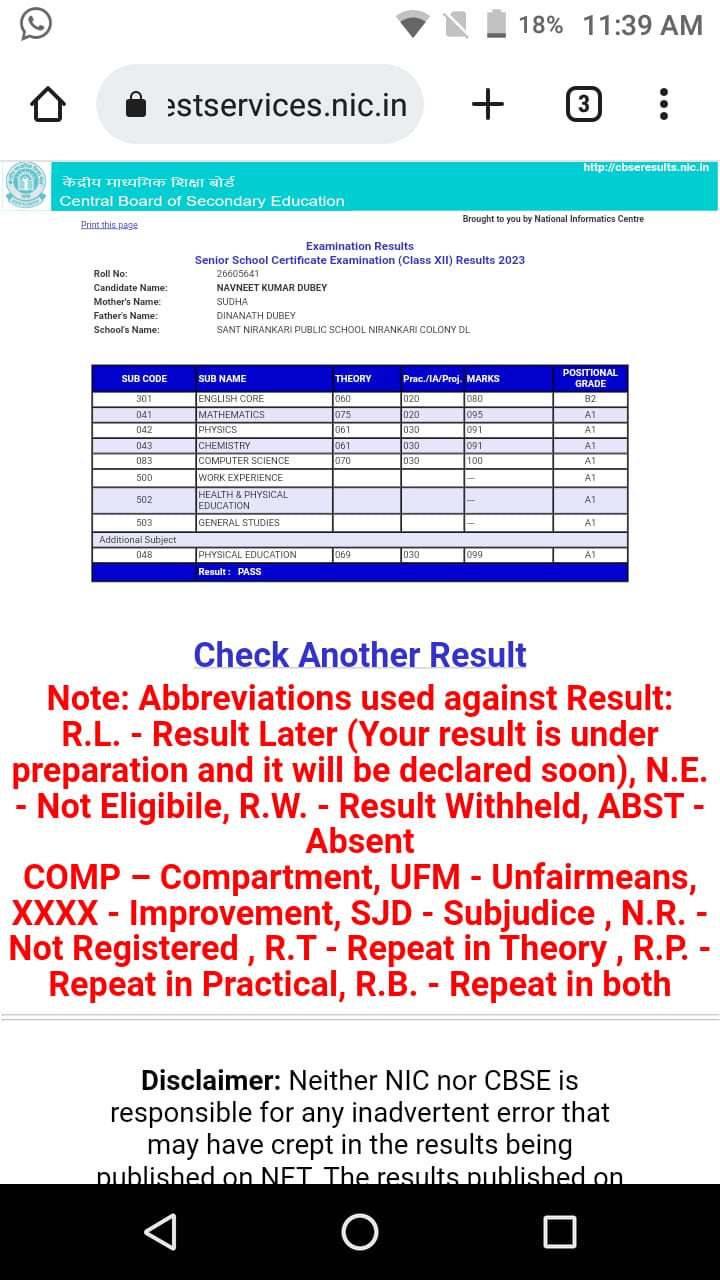 18% 11:39 AM
estservices.nic.in
3
http://cbseresults.nic.in
केंद्रीय माध्यमिक शिक्षा बोर्ड
Central Board of Secondary Education
Print this page
Brought to you by National Informatics Centre
Examination Results
Senior School Certificate Examination (Class XII) Results 2023
Roll No: 26605641
Candidate Name: NAVNEET KUMAR DUBEY
Mother's Name: SUDHA
Father's Name: DINANATH DUBEY
School's Name: SANT NIRANKARI PUBLIC SCHOOL NIRANKARI COLONY DL
SUB CODE SUB NAME THEORY Prac./IA/Proj. MARKS POSITIONAL GRADE
301 ENGLISH CORE 060 020 080 B2
041 MATHEMATICS 075 020 095 A1
042 PHYSICS 061 030 091 A1
043 CHEMISTRY 061 030 091 A1
083 COMPUTER SCIENCE 070 030 100 A1
500 WORK EXPERIENCE --- A1
502 HEALTH & PHYSICAL EDUCATION --- A1
503 GENERAL STUDIES --- A1
Additional Subject
048 PHYSICAL EDUCATION 069 030 099 A1
Result : PASS
Check Another Result
Note: Abbreviations used against Result:
R.L. - Result Later (Your result is under
preparation and it will be declared soon), N.E.
- Not Eligibile, R.W. - Result Withheld, ABST -
Absent
COMP – Compartment, UFM - Unfairmeans,
XXXX - Improvement, SJD - Subjudice , N.R. -
Not Registered , R.T - Repeat in Theory , R.P. -
Repeat in Practical, R.B. - Repeat in both
Disclaimer: Neither NIC nor CBSE is
responsible for any inadvertent error that
may have crept in the results being
published on NET. The results published on